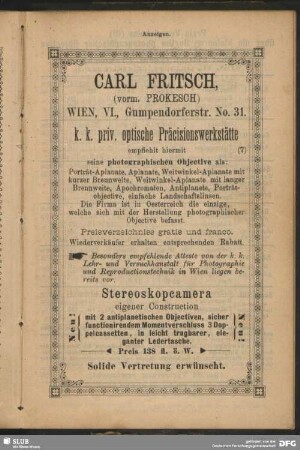 Anzeigen.
CARL FRITSCH,
(vorm. PROKESCH)
WIEN, VI., Gumpendorferstr. No. 31.
k. k. priv. optische Präcisionswerkstätte
empfiehlt hiermit (7)
seine photographischen Objective als:
Porträt-Aplanate, Aplanate, Weitwinkel-Aplanate mit
kurzer Brennweite, Weitwinkel-Aplanate mit langer
Brennweite, Apochromaten, Antiplanete, Porträt-
objective, einfache Landschaftslinsen.
Die Firma ist in Oesterreich die einzige,
welche sich mit der Herstellung photographischer
Objective befasst.
Preisverzeichniss gratis und franco.
Wiederverkäufer erhalten entsprechenden Rabatt.
Besonders empfehlende Atteste von der k. k.
Lehr- und Versuchsanstalt für Photographie
und Reproductionstechnik in Wien liegen be-
reits vor.
Stereoskopcamera
eigener Construction
Neu!
mit 2 antiplanetischen Objectiven, sicher
functionirendem Momentverschluss 3 Dop-
pelcassetten, in leicht tragbarer, ele-
ganter Ledertasche.
Neu!
Preis 138 fl. ö. W.
Solide Vertretung erwünscht.
SLUB
DFG